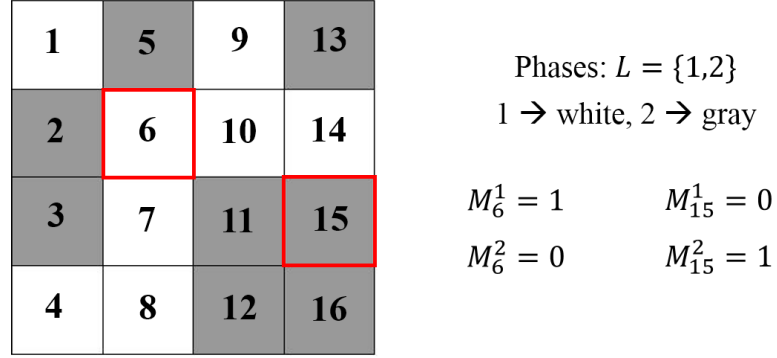 1 5 9 13
2 6 10 14
3 7 11 15
4 8 12 16
Phases: L = {1,2}
1 → white, 2 → gray
M₆¹ = 1 M₁₅¹ = 0
M₆² = 0 M₁₅² = 1